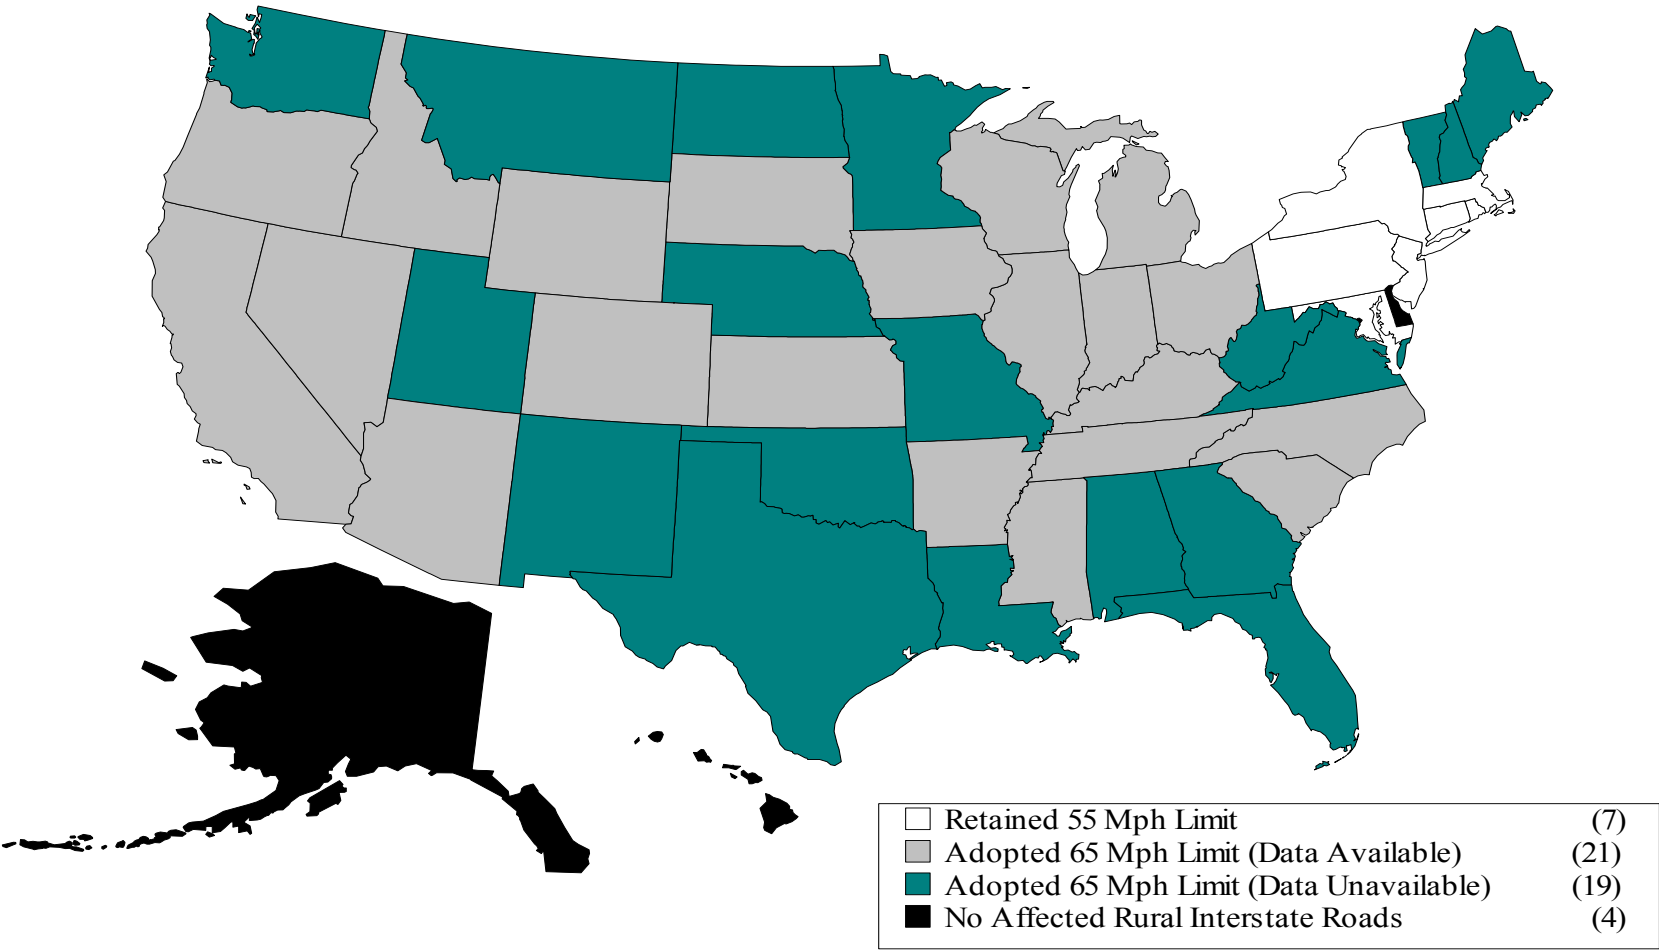 Retained 55 Mph Limit (7)
Adopted 65 Mph Limit (Data Available) (21)
Adopted 65 Mph Limit (Data Unavailable) (19)
No Affected Rural Interstate Roads (4)